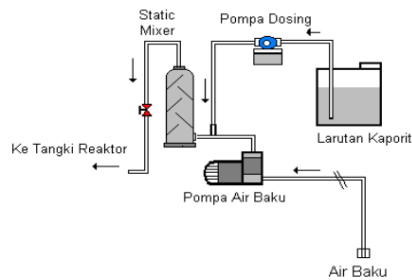 Static
Mixer
Pompa Dosing
Larutan Kaporit
Ke Tangki Reaktor
Pompa Air Baku
Air Baku